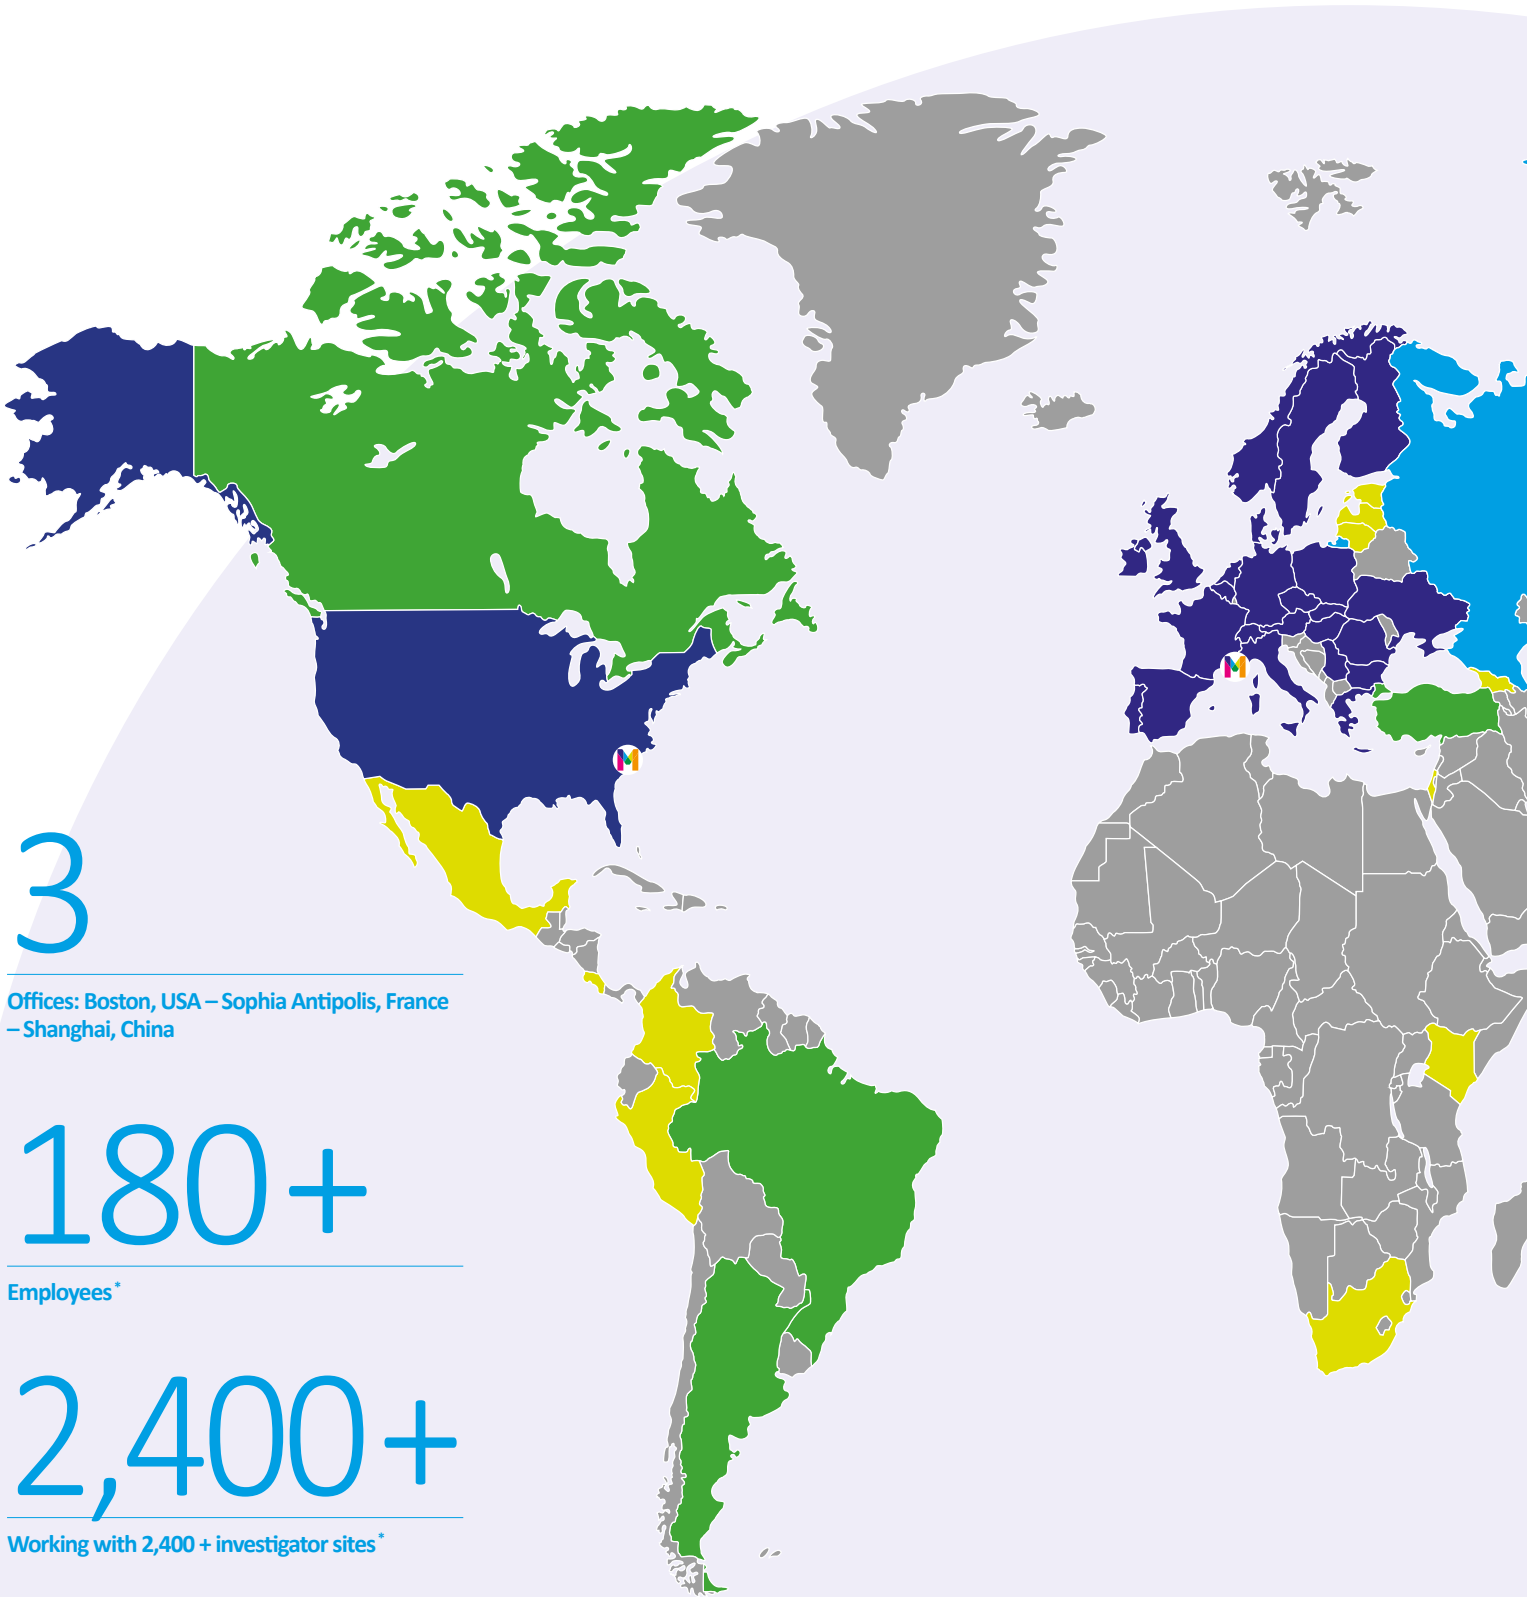 3
Offices: Boston, USA – Sophia Antipolis, France
– Shanghai, China
180+
Employees*
2,400+
Working with 2,400 + investigator sites*
M
M